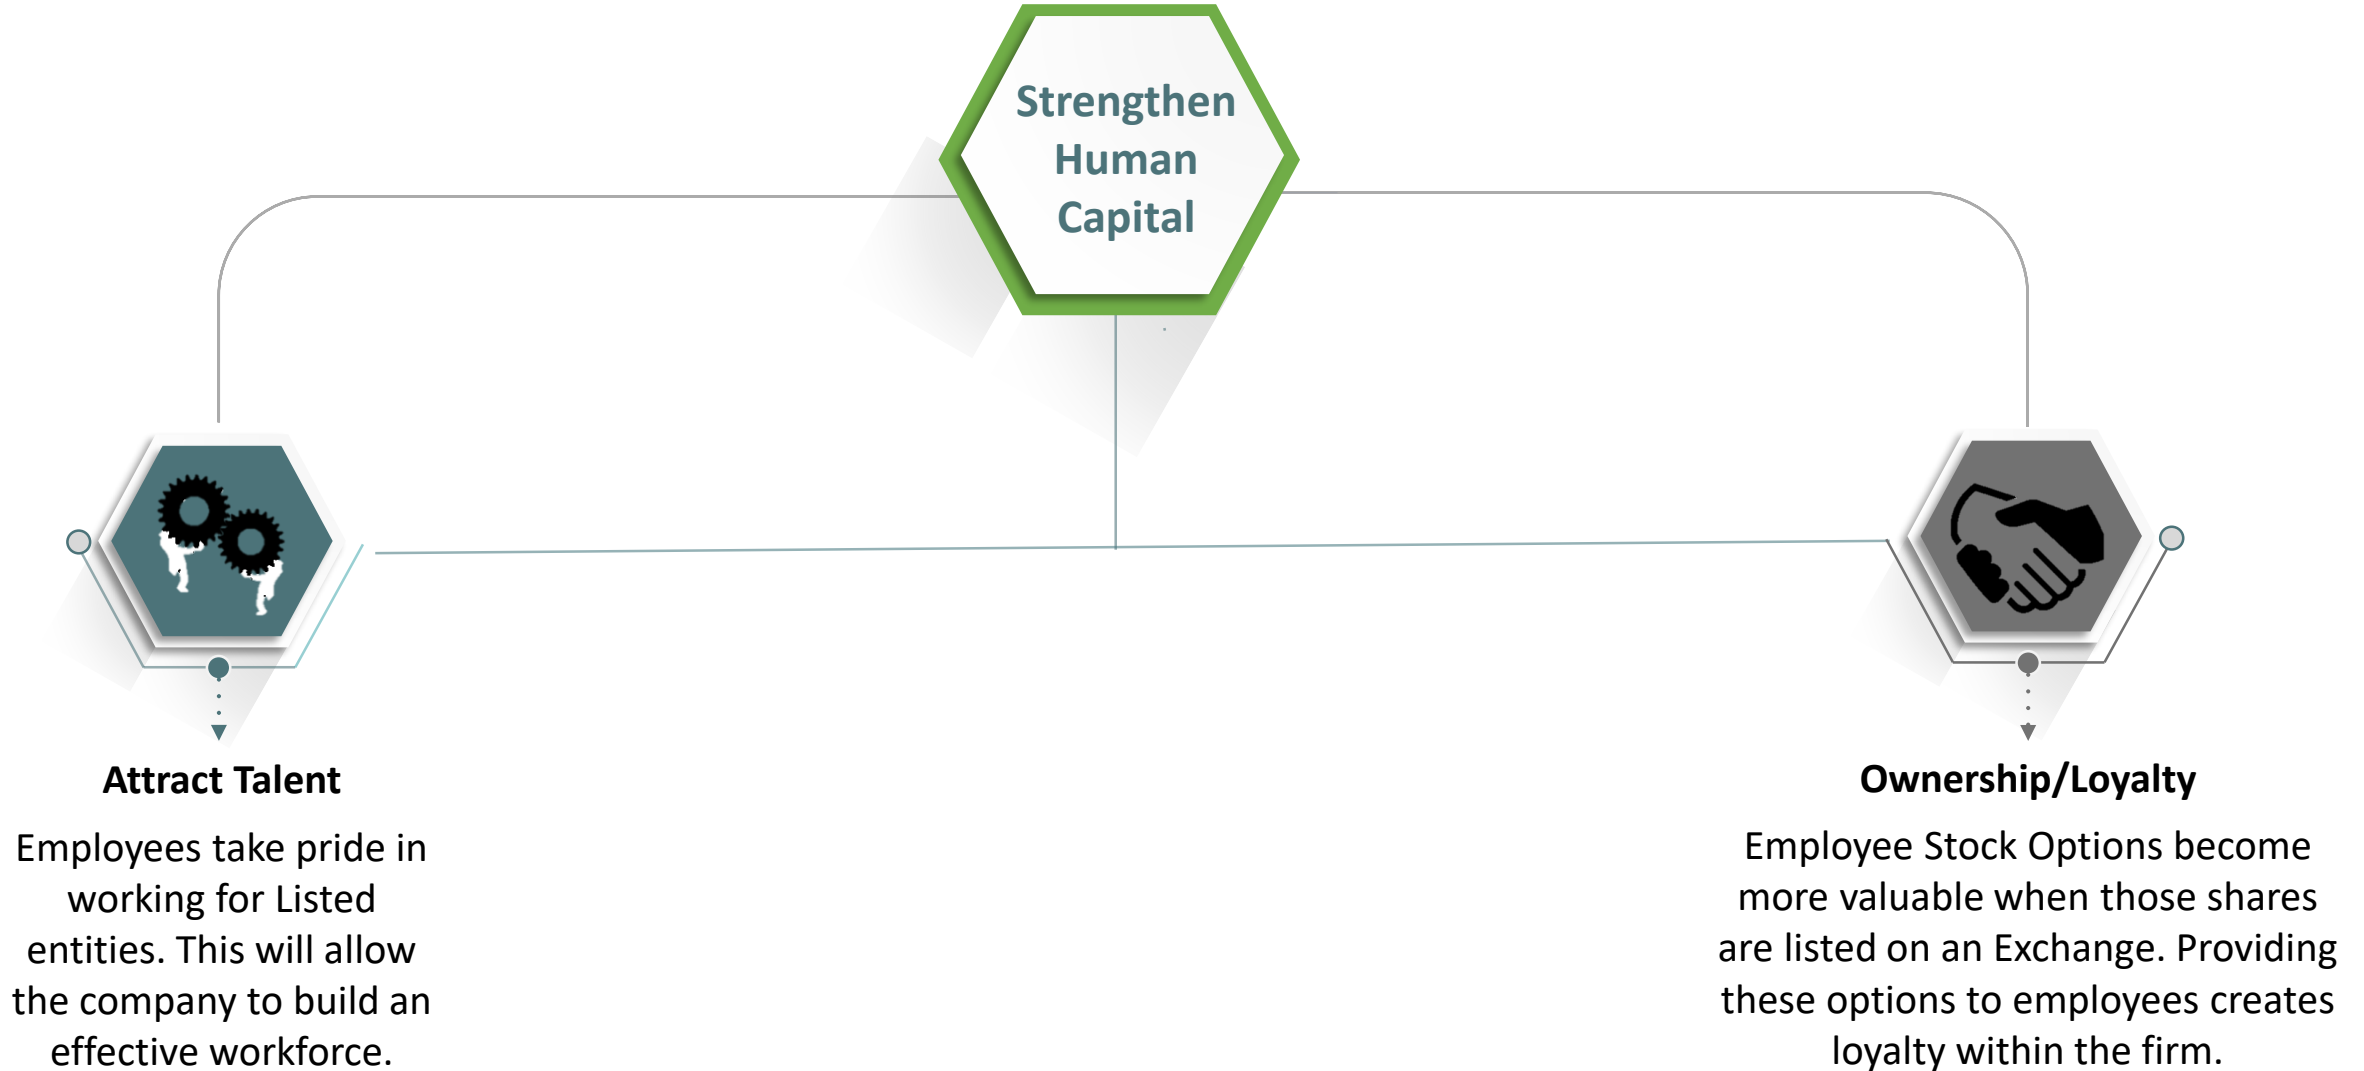 Strengthen
Human
Capital
Attract Talent
Employees take pride in
working for Listed
entities. This will allow
the company to build an
effective workforce.
Ownership/Loyalty
Employee Stock Options become
more valuable when those shares
are listed on an Exchange. Providing
these options to employees creates
loyalty within the firm.